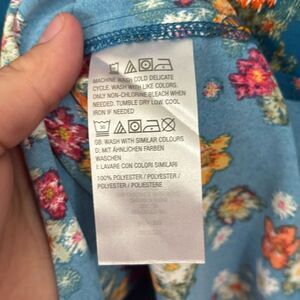 MACHINE WASH COLD DELICATE
CYCLE. WASH WITH LIKE COLORS.
ONLY NON-CHLORINE BLEACH WHEN
NEEDED. TUMBLE DRY LOW. COOL
IRON IF NEEDED
GB: WASH WITH SIMILAR COLOURS
D: MIT ÄHNLICHEN FARBEN
WASCHEN
I: LAVARE CON COLORI SIMILARI
100% POLYESTER / POLYESTER /
POLYESTER / POLIESTERE